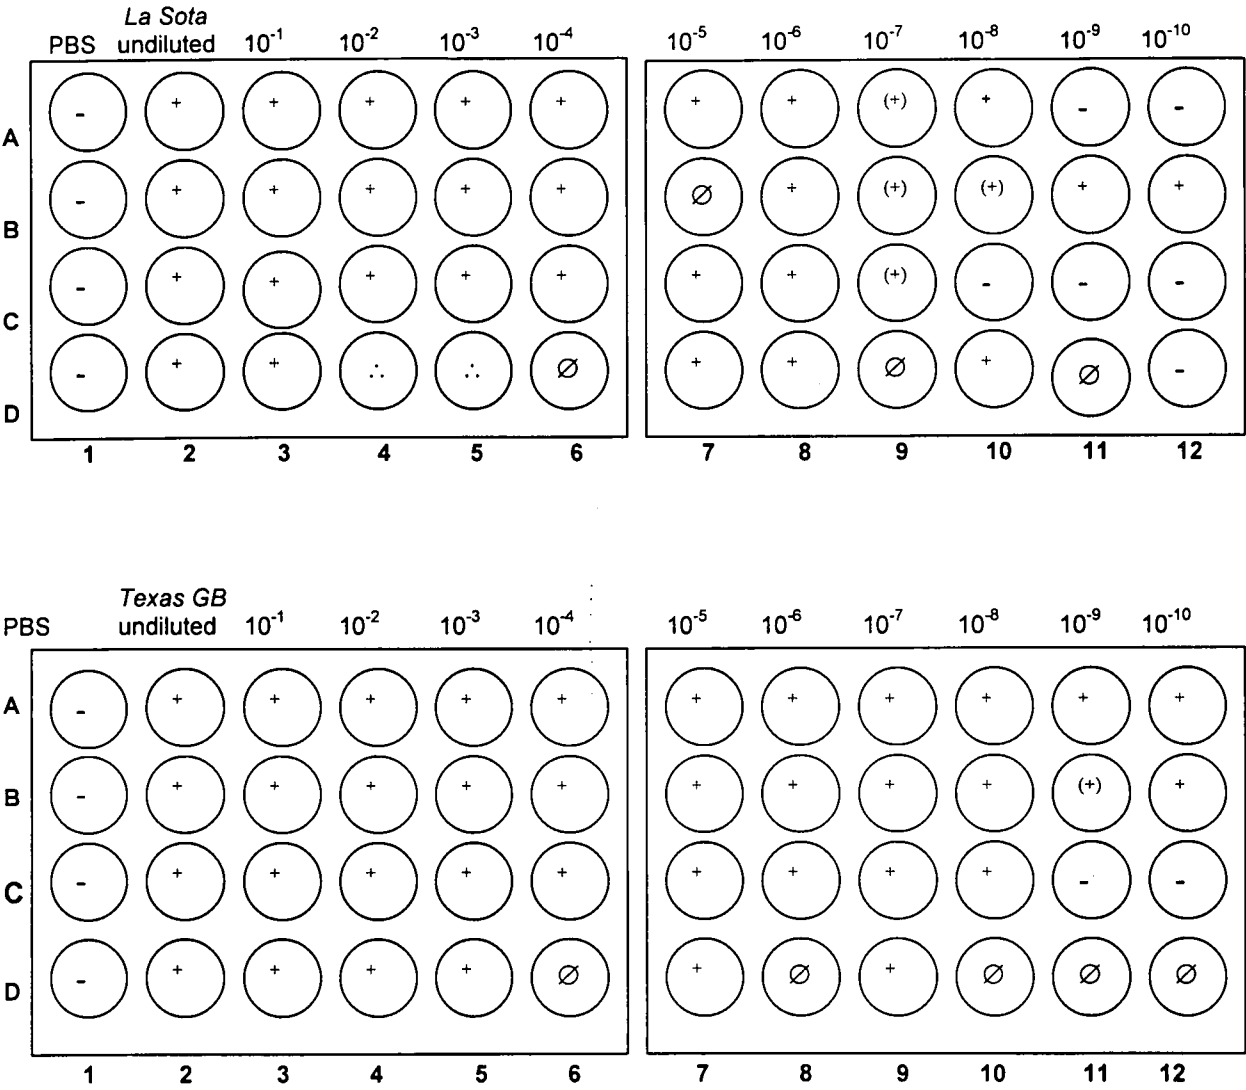 La Sota
PBS undiluted 10⁻¹ 10⁻² 10⁻³ 10⁻⁴ 10⁻⁵ 10⁻⁶ 10⁻⁷ 10⁻⁸ 10⁻⁹ 10⁻¹⁰
A - + + + + + + + (+) + - -
B - + + + + + ∅ + (+) (+) + +
C - + + + + + + + (+) - - -
D - + + ∴ ∴ ∅ + + ∅ + ∅ -
1 2 3 4 5 6 7 8 9 10 11 12
Texas GB
PBS undiluted 10⁻¹ 10⁻² 10⁻³ 10⁻⁴ 10⁻⁵ 10⁻⁶ 10⁻⁷ 10⁻⁸ 10⁻⁹ 10⁻¹⁰
A - + + + + + + + + + + +
B - + + + + + + + + + (+) +
C - + + + + + + + + + - -
D - + + + + ∅ + ∅ + ∅ ∅ ∅
1 2 3 4 5 6 7 8 9 10 11 12